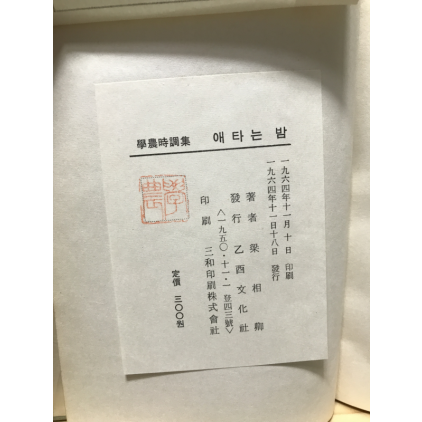 學農時調集 애타는 밤
一九六四年十一月 十 日 印刷
一九六四年十一月十八日 發行
著者 梁相卿
發行 乙酉文化社
〈一九五〇·十一·一 登四三號〉
印刷 三和印刷株式會社
定價 三〇〇원